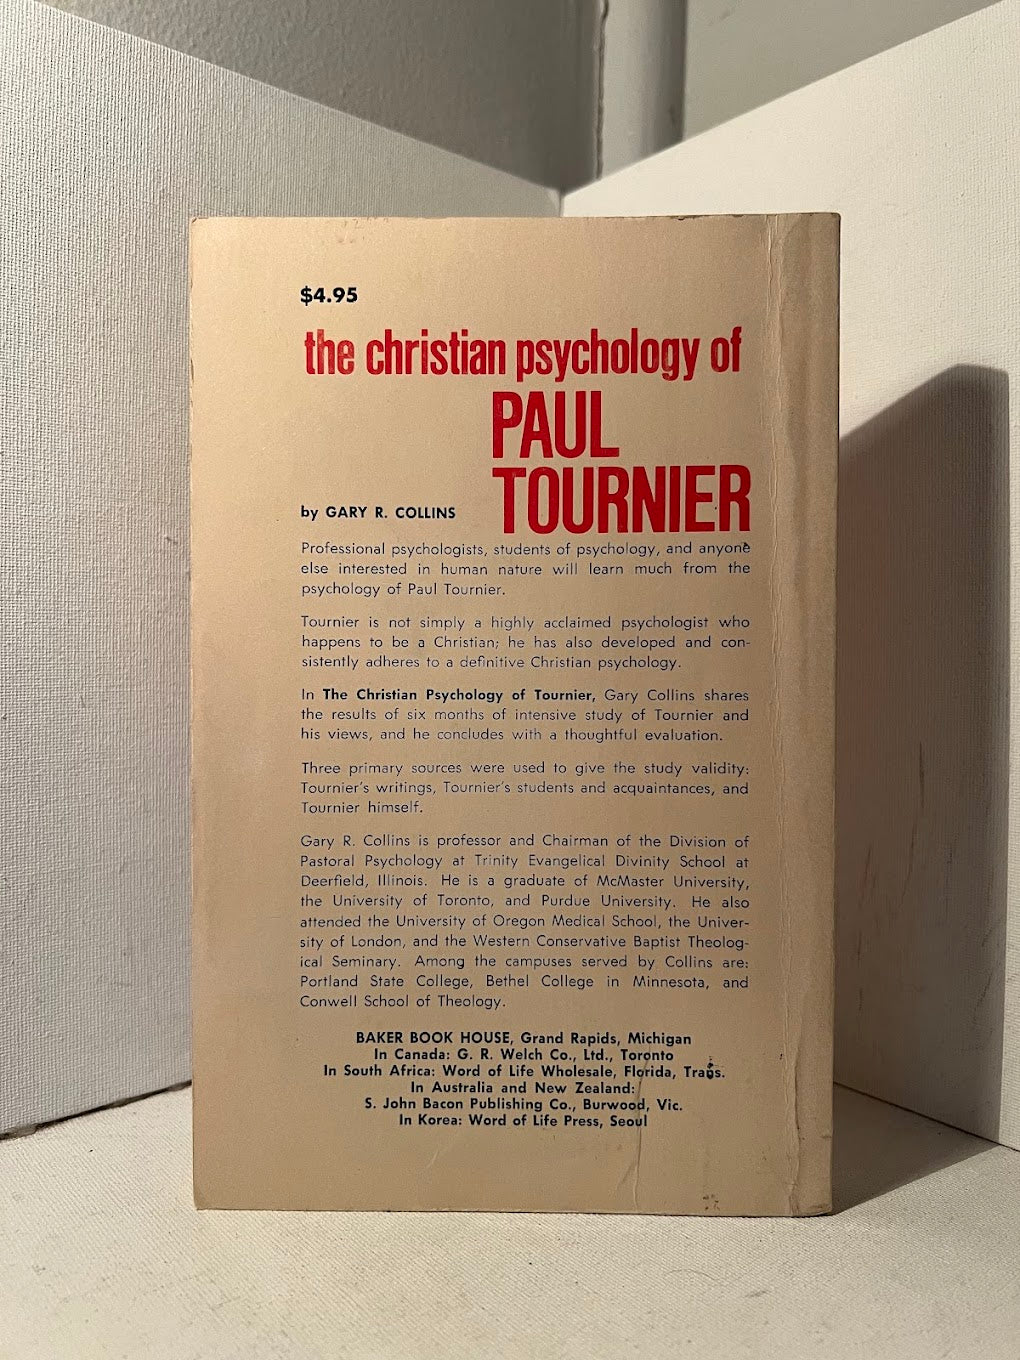 $4.95
the christian psychology of
PAUL
TOURNIER
by GARY R. COLLINS
Professional psychologists, students of psychology, and anyone
else interested in human nature will learn much from the
psychology of Paul Tournier.
Tournier is not simply a highly acclaimed psychologist who
happens to be a Christian; he has also developed and con-
sistently adheres to a definitive Christian psychology.
In The Christian Psychology of Tournier, Gary Collins shares
the results of six months of intensive study of Tournier and
his views, and he concludes with a thoughtful evaluation.
Three primary sources were used to give the study validity:
Tournier's writings, Tournier's students and acquaintances, and
Tournier himself.
Gary R. Collins is professor and Chairman of the Division of
Pastoral Psychology at Trinity Evangelical Divinity School at
Deerfield, Illinois. He is a graduate of McMaster University,
the University of Toronto, and Purdue University. He also
attended the University of Oregon Medical School, the Univer-
sity of London, and the Western Conservative Baptist Theolog-
ical Seminary. Among the campuses served by Collins are:
Portland State College, Bethel College in Minnesota, and
Conwell School of Theology.
BAKER BOOK HOUSE, Grand Rapids, Michigan
In Canada: G. R. Welch Co., Ltd., Toronto
In South Africa: Word of Life Wholesale, Florida, Trans.
In Australia and New Zealand:
S. John Bacon Publishing Co., Burwood, Vic.
In Korea: Word of Life Press, Seoul